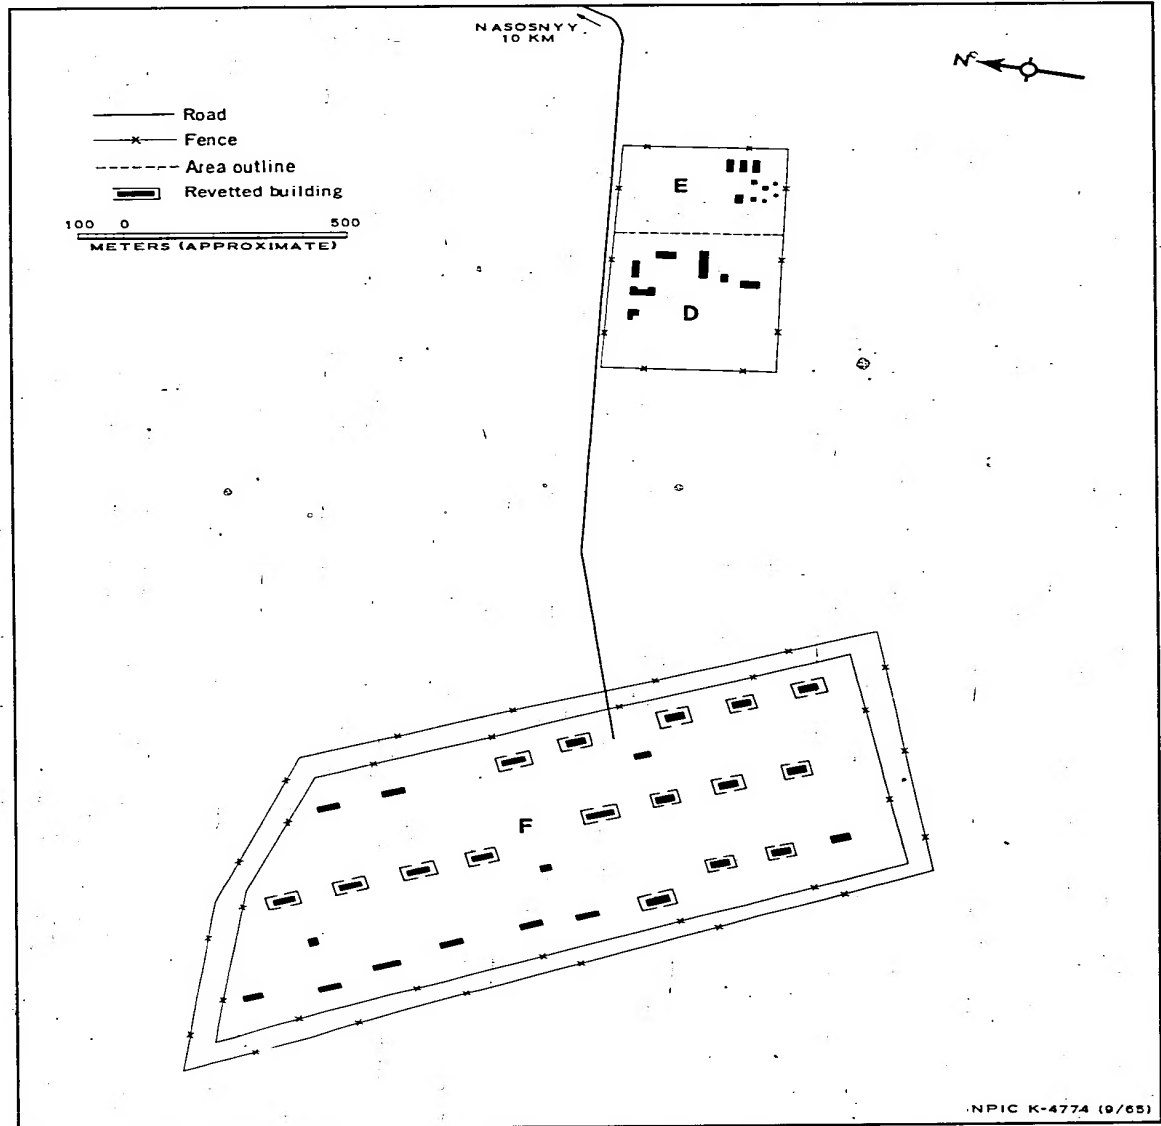 NASOSNYY
10 KM
N
Road
Fence
Area outline
Revetted building
100 0 500
METERS (APPROXIMATE)
E
D
F
NPIC K-4774 (9/65)